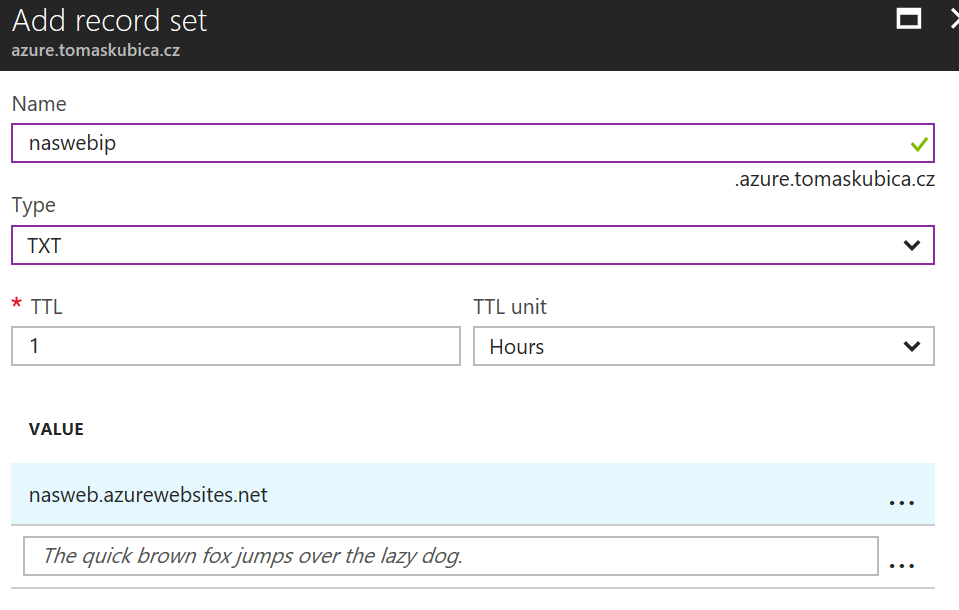 Add record set
azure.tomaskubica.cz
Name
naswebip
.azure.tomaskubica.cz
Type
TXT
* TTL
TTL unit
1
Hours
VALUE
nasweb.azurewebsites.net
...
The quick brown fox jumps over the lazy dog.
...